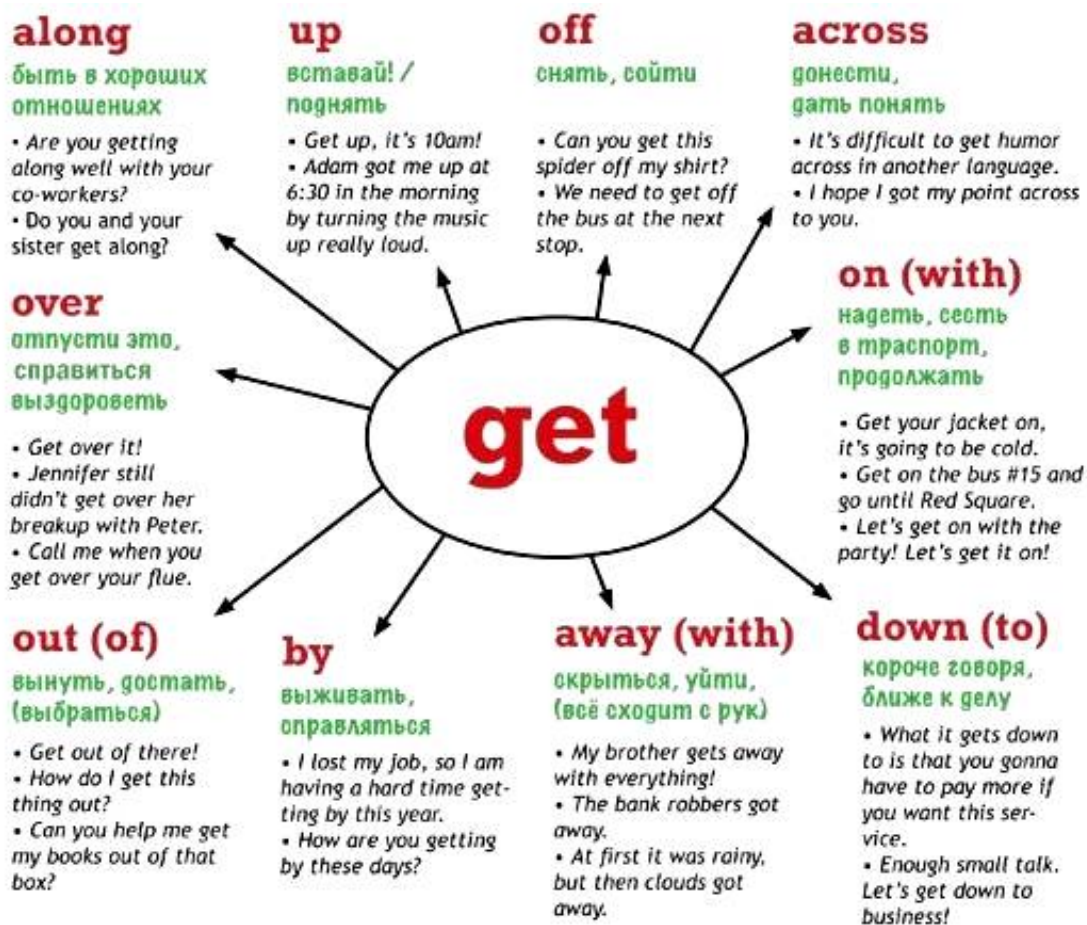 along
быть в хороших
отношениях
• Are you getting
along well with your
co-workers?
• Do you and your
sister get along?
up
вставай! /
поднять
• Get up, it's 10am!
• Adam got me up at
6:30 in the morning
by turning the music
up really loud.
off
снять, сойти
• Can you get this
spider off my shirt?
• We need to get off
the bus at the next
stop.
across
донести,
дать понять
• It's difficult to get humor
across in another language.
• I hope I got my point across
to you.
over
отпусти это,
справиться
выздороветь
• Get over it!
• Jennifer still
didn't get over her
breakup with Peter.
• Call me when you
get over your flue.
get
on (with)
надеть, сесть
в траспорт,
продолжать
• Get your jacket on,
it's going to be cold.
• Get on the bus #15 and
go until Red Square.
• Let's get on with the
party! Let's get it on!
out (of)
вынуть, достать,
(выбраться)
• Get out of there!
• How do I get this
thing out?
• Can you help me get
my books out of that
box?
by
выживать,
справляться
• I lost my job, so I am
having a hard time get-
ting by this year.
• How are you getting
by these days?
away (with)
скрыться, уйти,
(всё сходит с рук)
• My brother gets away
with everything!
• The bank robbers got
away.
• At first it was rainy,
but then clouds got
away.
down (to)
короче говоря,
ближе к делу
• What it gets down
to is that you gonna
have to pay more if
you want this ser-
vice.
• Enough small talk.
Let's get down to
business!